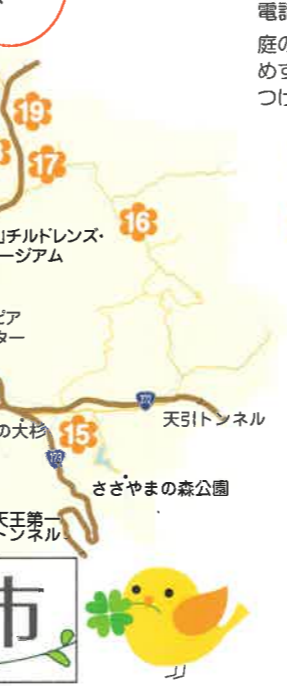 電話
庭の
めす
つけ
19
17
16
チルドレンズ・
ージアム
ピア
ター
372
天引トンネル
の大杉
15
173
ささやまの森公園
天王第一
トンネル
市